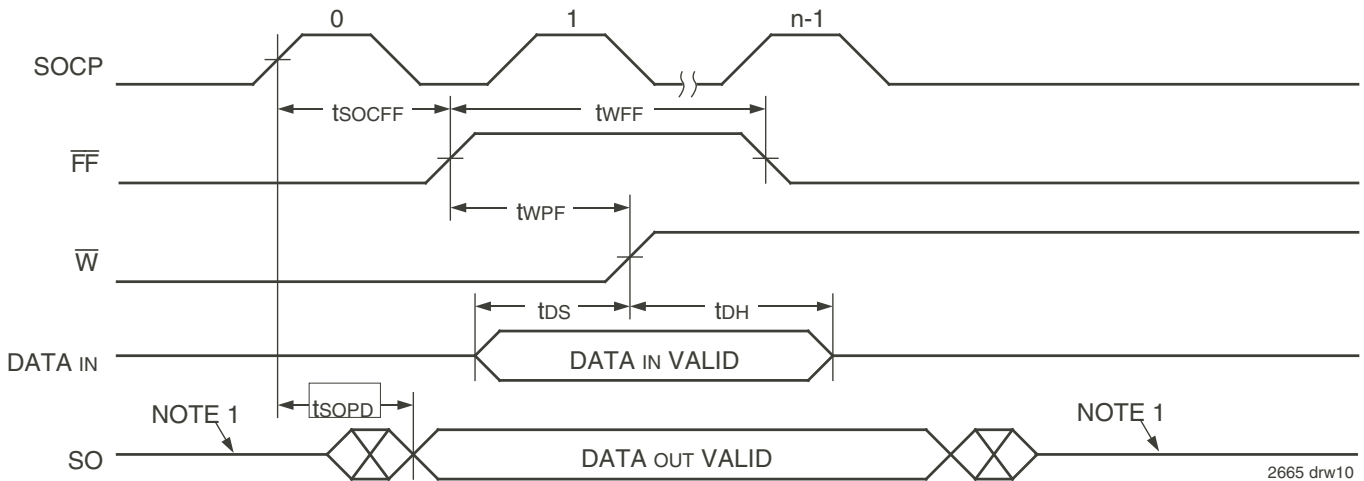 0 1 n-1
SOCP
tSOCFF tWFF
FF
tWPF
W
tDS tDH
DATA IN DATA IN VALID
tSOPD
NOTE 1 NOTE 1
SO DATA OUT VALID
2665 drw10